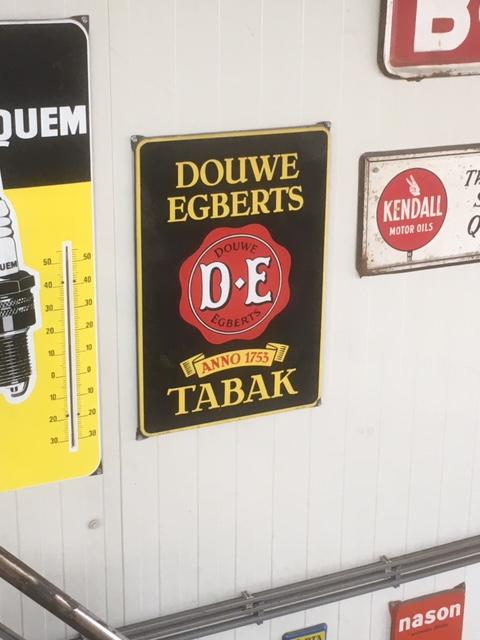 QUEM
QUEM
50 50
40 40
30 30
20 20
10 10
0 0
10 10
20 20
30 30
DOUWE
EGBERTS
DOUWE
D·E
EGBERTS
ANNO 1753
TABAK
B
KENDALL
MOTOR OILS
nason